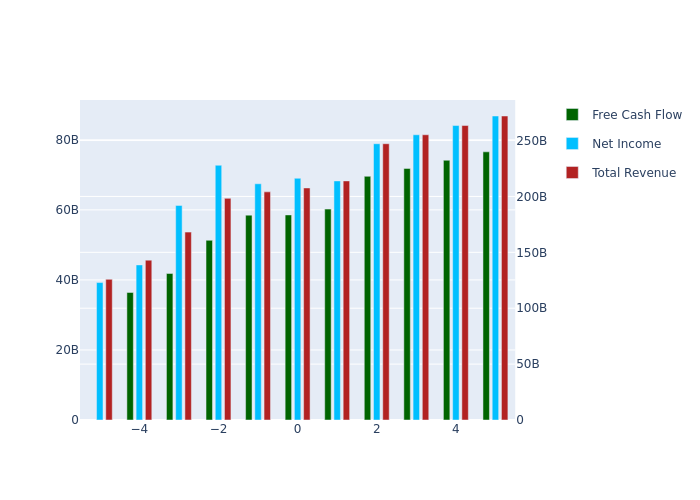 Free Cash Flow
Net Income
Total Revenue
80B
60B
40B
20B
0
250B
200B
150B
100B
50B
0
−4
−2
0
2
4